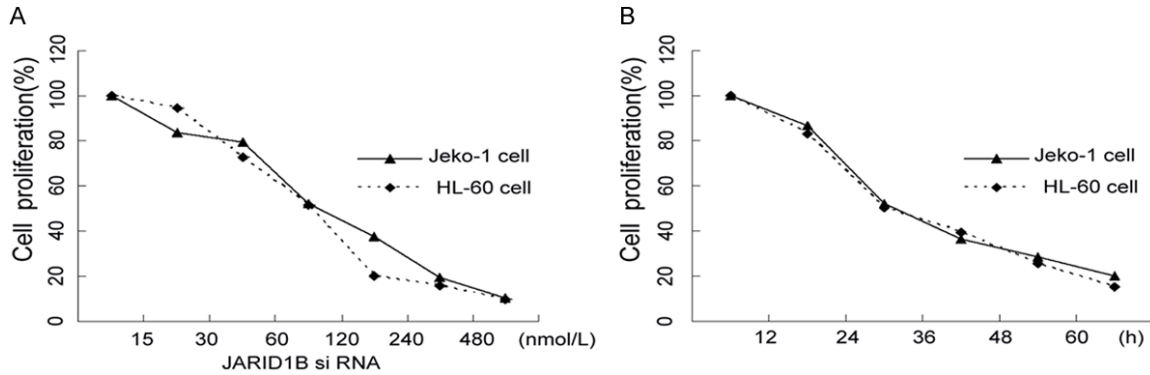 A
Cell proliferation(%)
120
100
80
60
40
20
0
Jeko-1 cell
HL-60 cell
15 30 60 120 240 480 (nmol/L)
JARID1B si RNA
B
Cell proliferation(%)
120
100
80
60
40
20
0
Jeko-1 cell
HL-60 cell
12 24 36 48 60 (h)